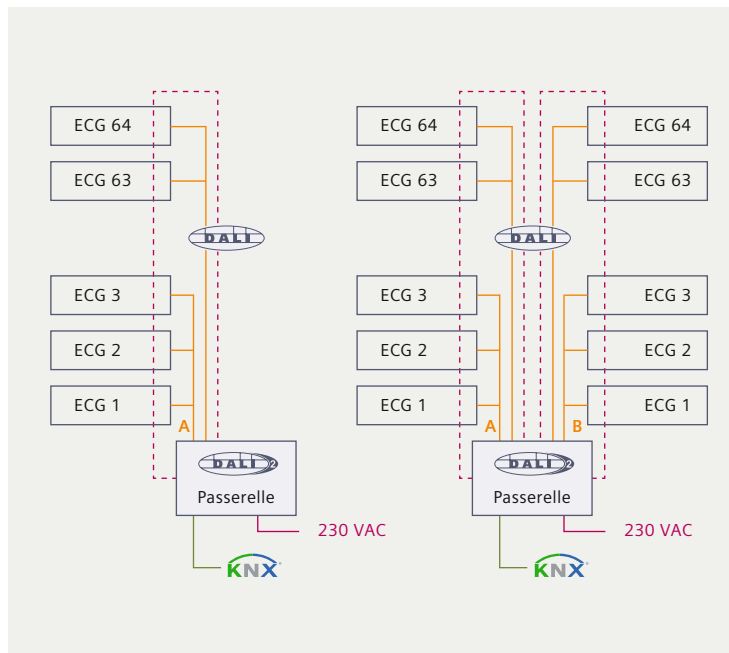 ECG 64
ECG 63
DALI
ECG 3
ECG 2
ECG 1
A
DALI 2
Passerelle
230 VAC
KNX
ECG 64
ECG 64
ECG 63
ECG 63
DALI
ECG 3
ECG 3
ECG 2
ECG 2
ECG 1
ECG 1
A
B
DALI 2
Passerelle
230 VAC
KNX